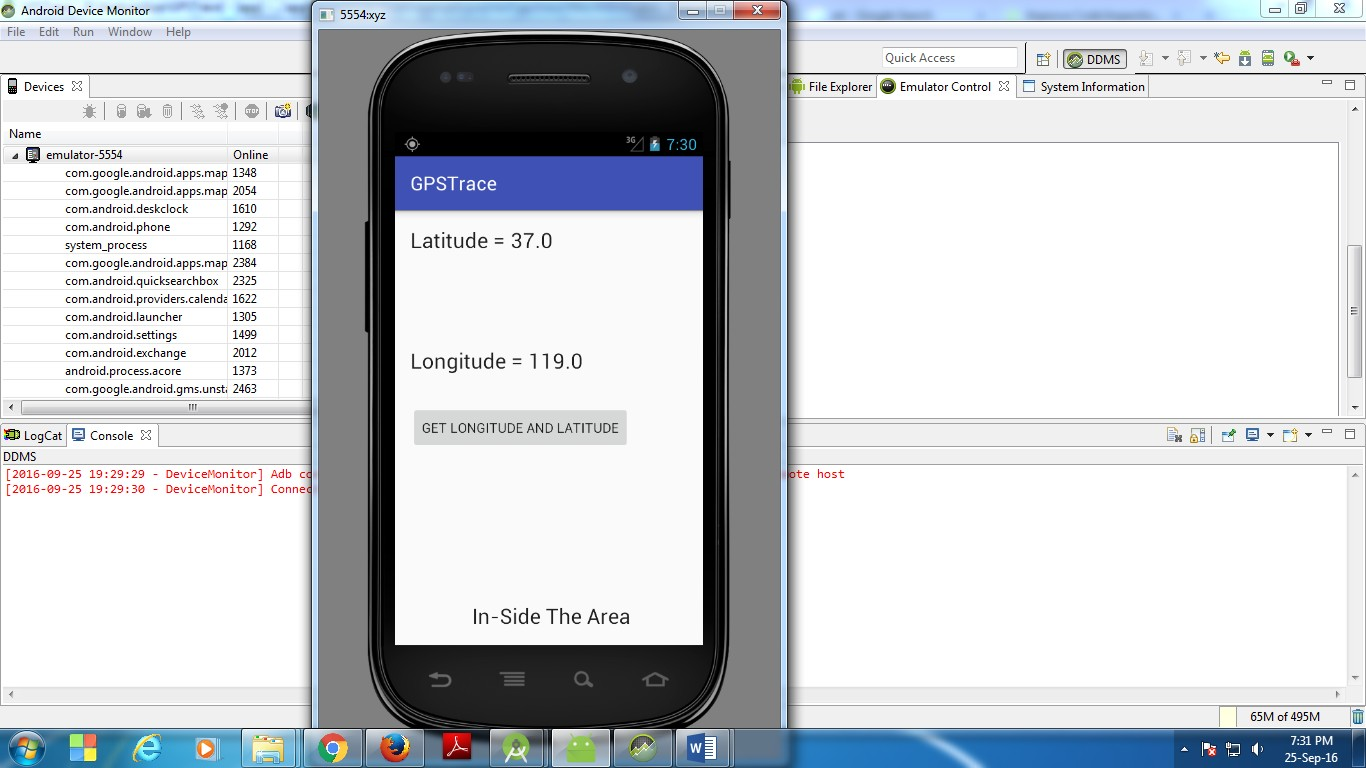 Android Device Monitor
File Edit Run Window Help
Quick Access
DDMS
Devices
File Explorer
Emulator Control
System Information
Name
emulator-5554 Online
com.google.android.apps.map 1348
com.google.android.apps.map 2054
com.android.deskclock 1610
com.android.phone 1292
system_process 1168
com.google.android.apps.map 2384
com.android.quicksearchbox 2325
com.android.providers.calenda 1622
com.android.launcher 1305
com.android.settings 1499
com.android.exchange 2012
android.process.acore 1373
com.google.android.gms.unsta 2463
5554:xyz
3G 7:30
GPSTrace
Latitude = 37.0
Longitude = 119.0
GET LONGITUDE AND LATITUDE
In-Side The Area
LogCat
Console
DDMS
[2016-09-25 19:29:29 - DeviceMonitor] Adb co ote host
[2016-09-25 19:29:30 - DeviceMonitor] Connec
65M of 495M
7:31 PM
25-Sep-16